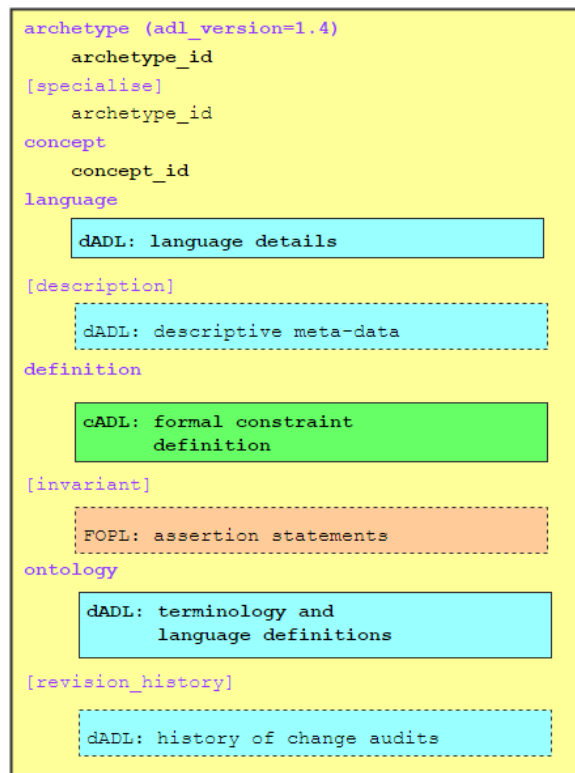 archetype (adl_version=1.4)
archetype_id
[specialise]
archetype_id
concept
concept_id
language
dADL: language details
[description]
dADL: descriptive meta-data
definition
cADL: formal constraint
definition
[invariant]
FOPL: assertion statements
ontology
dADL: terminology and
language definitions
[revision_history]
dADL: history of change audits